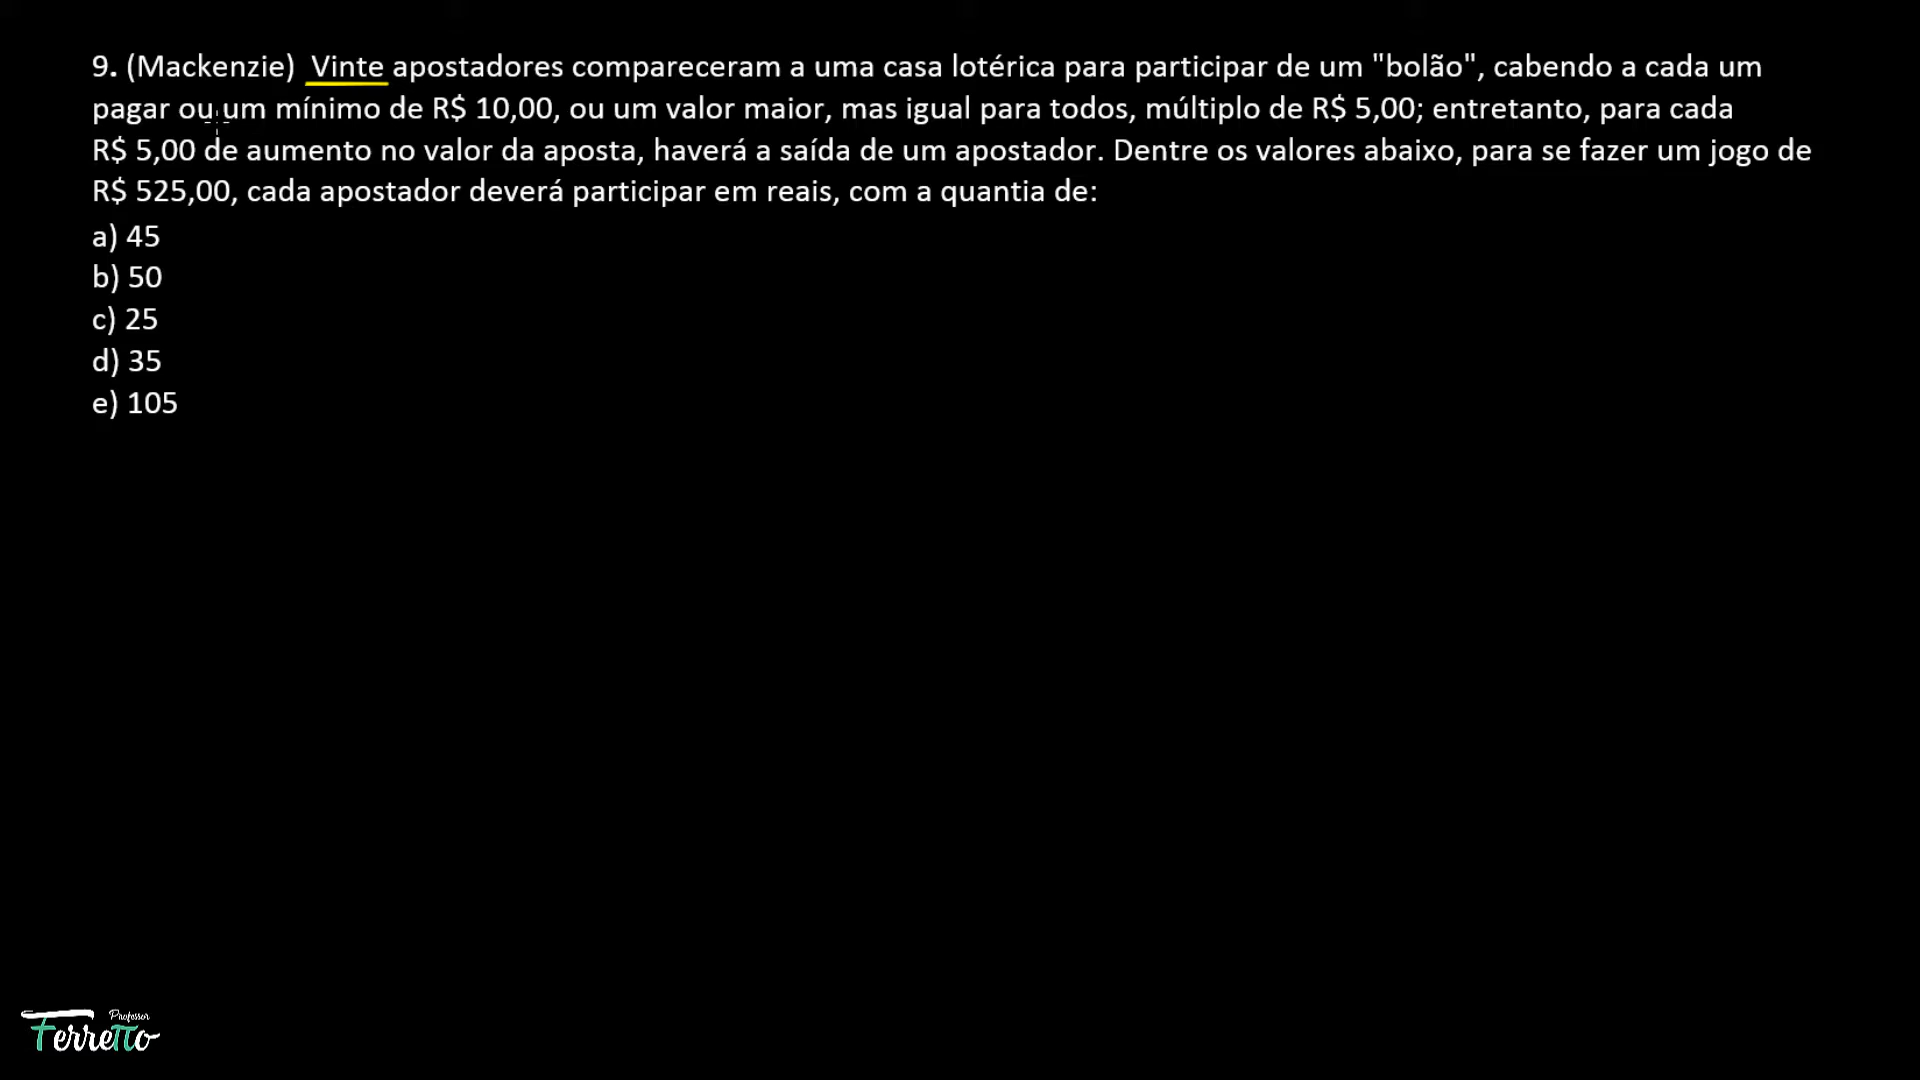 9. (Mackenzie) Vinte apostadores compareceram a uma casa lotérica para participar de um "bolão", cabendo a cada um
pagar ou um mínimo de R$ 10,00, ou um valor maior, mas igual para todos, múltiplo de R$ 5,00; entretanto, para cada
R$ 5,00 de aumento no valor da aposta, haverá a saída de um apostador. Dentre os valores abaixo, para se fazer um jogo de
R$ 525,00, cada apostador deverá participar em reais, com a quantia de:
a) 45
b) 50
c) 25
d) 35
e) 105
Professor
Ferretto